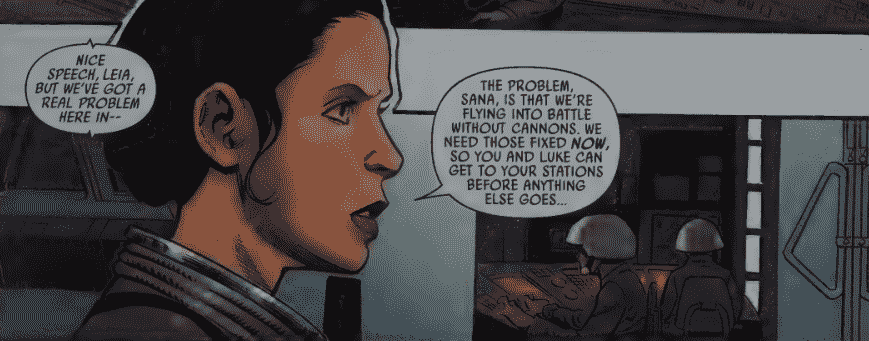 NICE
SPEECH, LEIA,
BUT WE'VE GOT A
REAL PROBLEM
HERE IN--
THE PROBLEM,
SANA, IS THAT WE'RE
FLYING INTO BATTLE
WITHOUT CANNONS. WE
NEED THOSE FIXED NOW,
SO YOU AND LUKE CAN
GET TO YOUR STATIONS
BEFORE ANYTHING
ELSE GOES...